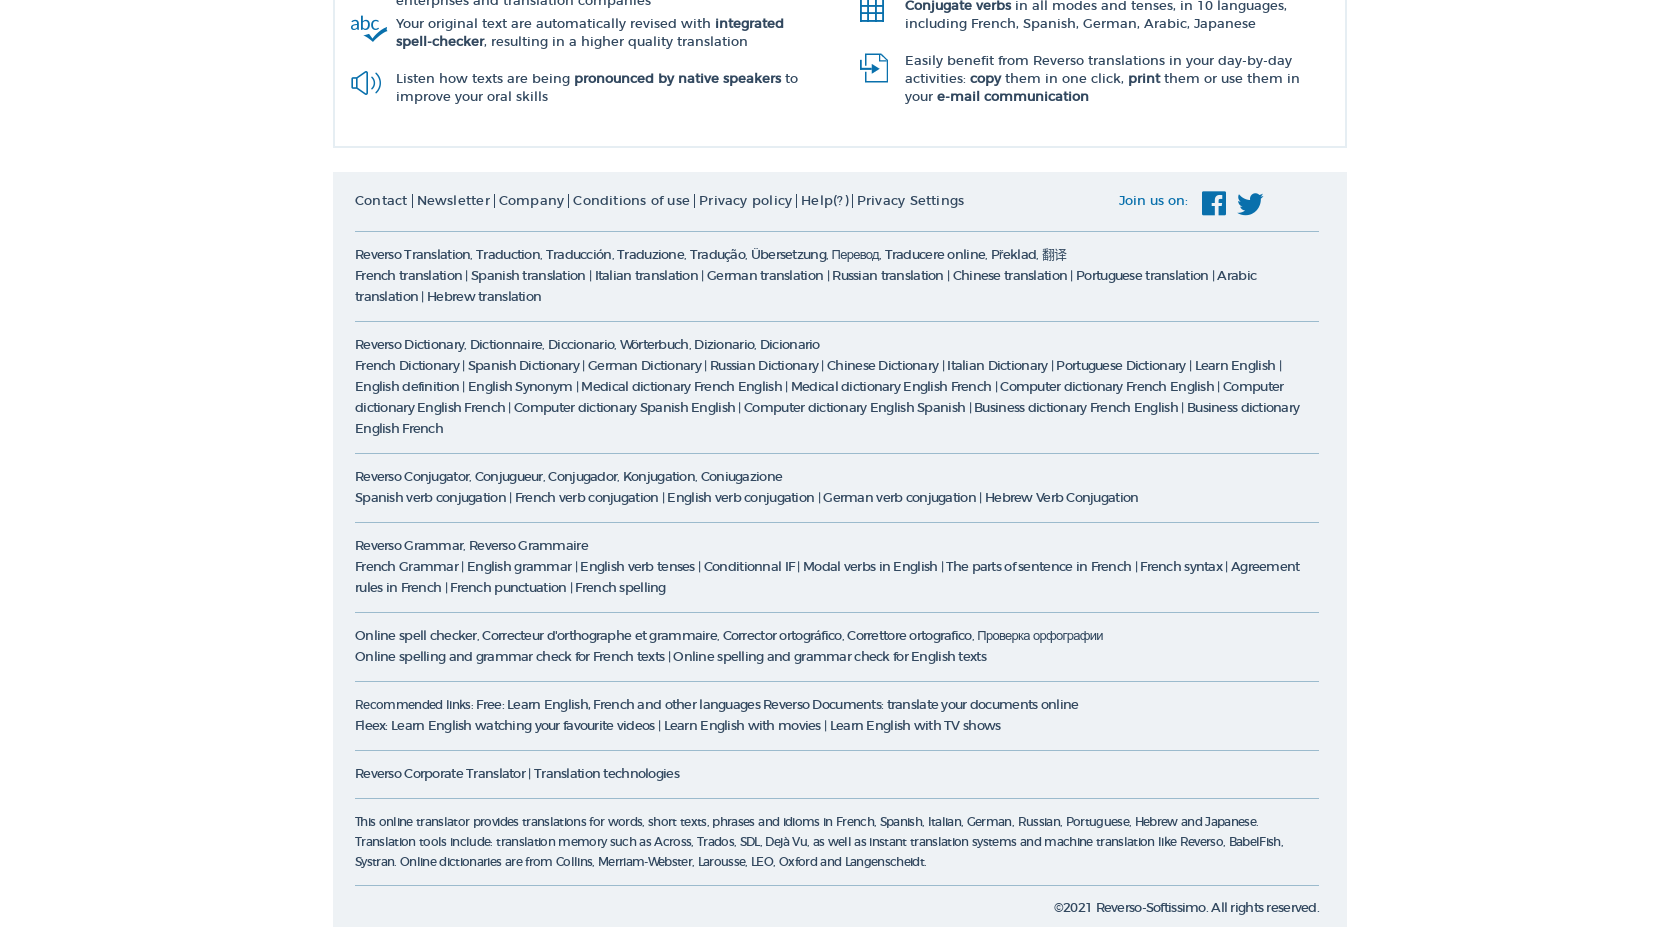 enterprises and translation companies
abc
Your original text are automatically revised with integrated
spell-checker, resulting in a higher quality translation
Listen how texts are being pronounced by native speakers to
improve your oral skills
Conjugate verbs in all modes and tenses, in 10 languages,
including French, Spanish, German, Arabic, Japanese
Easily benefit from Reverso translations in your day-by-day
activities: copy them in one click, print them or use them in
your e-mail communication
Contact | Newsletter | Company | Conditions of use | Privacy policy | Help(?) | Privacy Settings
Join us on:
Reverso Translation, Traduction, Traducción, Traduzione, Tradução, Übersetzung, Перевод, Traducere online, Překlad, 翻译
French translation | Spanish translation | Italian translation | German translation | Russian translation | Chinese translation | Portuguese translation | Arabic
translation | Hebrew translation
Reverso Dictionary, Dictionnaire, Diccionario, Wörterbuch, Dizionario, Dicionario
French Dictionary | Spanish Dictionary | German Dictionary | Russian Dictionary | Chinese Dictionary | Italian Dictionary | Portuguese Dictionary | Learn English |
English definition | English Synonym | Medical dictionary French English | Medical dictionary English French | Computer dictionary French English | Computer
dictionary English French | Computer dictionary Spanish English | Computer dictionary English Spanish | Business dictionary French English | Business dictionary
English French
Reverso Conjugator, Conjugueur, Conjugador, Konjugation, Coniugazione
Spanish verb conjugation | French verb conjugation | English verb conjugation | German verb conjugation | Hebrew Verb Conjugation
Reverso Grammar, Reverso Grammaire
French Grammar | English grammar | English verb tenses | Conditionnal IF | Modal verbs in English | The parts of sentence in French | French syntax | Agreement
rules in French | French punctuation | French spelling
Online spell checker, Correcteur d'orthographe et grammaire, Corrector ortográfico, Correttore ortografico, Проверка орфографии
Online spelling and grammar check for French texts | Online spelling and grammar check for English texts
Recommended links: Free: Learn English, French and other languages Reverso Documents: translate your documents online
Fleex: Learn English watching your favourite videos | Learn English with movies | Learn English with TV shows
Reverso Corporate Translator | Translation technologies
This online translator provides translations for words, short texts, phrases and idioms in French, Spanish, Italian, German, Russian, Portuguese, Hebrew and Japanese.
Translation tools include: translation memory such as Across, Trados, SDL, Dejà Vu, as well as instant translation systems and machine translation like Reverso, BabelFish,
Systran. Online dictionaries are from Collins, Merriam-Webster, Larousse, LEO, Oxford and Langenscheidt.
©2021 Reverso-Softissimo. All rights reserved.